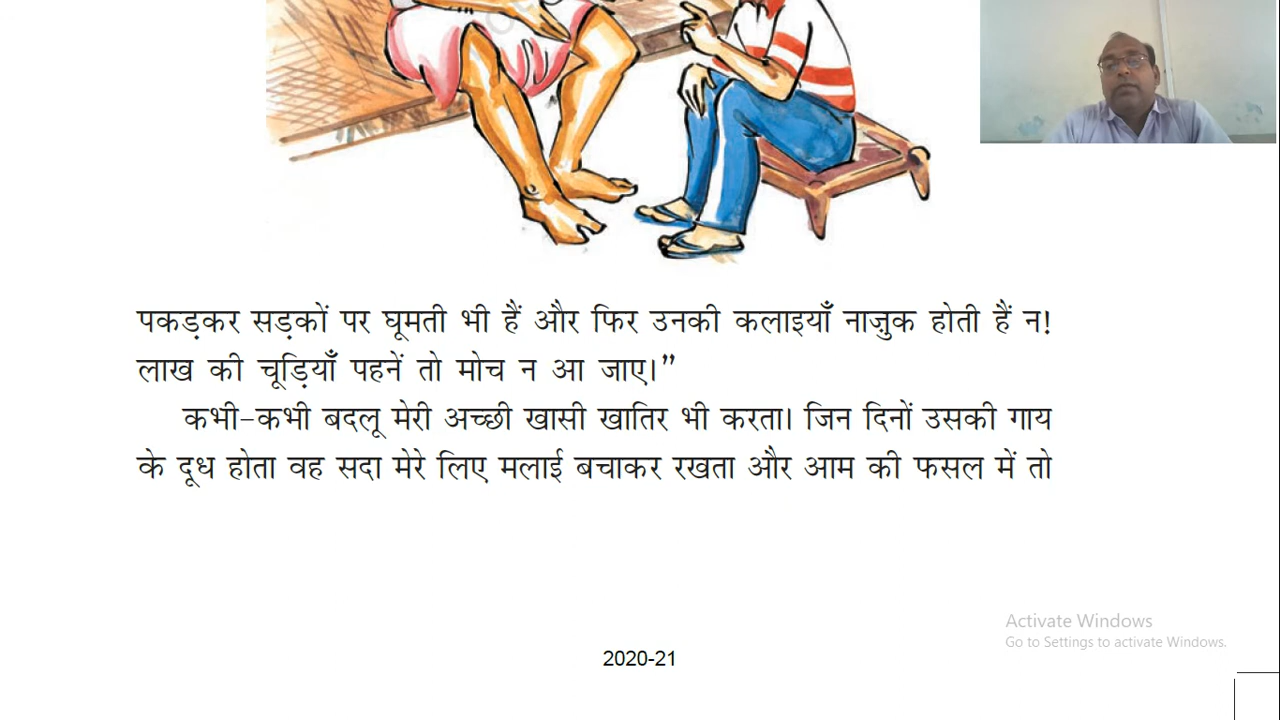 पकड़कर सड़कों पर घूमती भी हैं और फिर उनकी कलाइयाँ नाज़ुक होती हैं न!
लाख की चूड़ियाँ पहनें तो मोच न आ जाए।”
कभी-कभी बदलू मेरी अच्छी खासी खातिर भी करता। जिन दिनों उसकी गाय
के दूध होता वह सदा मेरे लिए मलाई बचाकर रखता और आम की फसल में तो
Activate Windows
Go to Settings to activate Windows.
2020-21